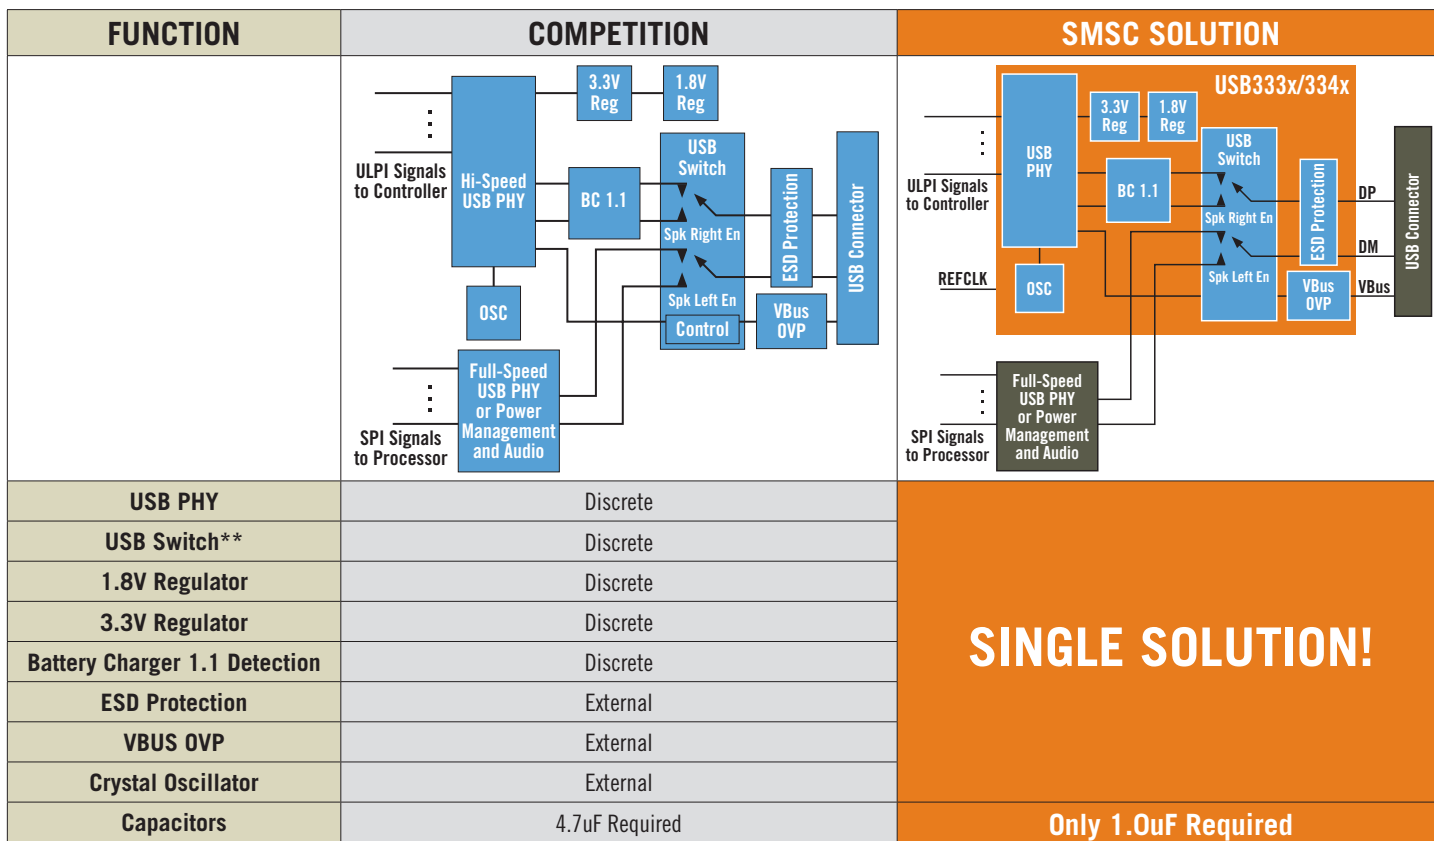 FUNCTION
COMPETITION
SMSC SOLUTION
3.3V
Reg
1.8V
Reg
ULPI Signals
to Controller
Hi-Speed
USB PHY
BC 1.1
USB
Switch
Spk Right En
Spk Left En
Control
ESD Protection
USB Connector
OSC
VBus
OVP
Full-Speed
USB PHY
or Power
Management
and Audio
SPI Signals
to Processor
USB333x/334x
3.3V
Reg
1.8V
Reg
USB
PHY
ULPI Signals
to Controller
BC 1.1
USB
Switch
Spk Right En
Spk Left En
ESD Protection
DP
DM
VBus
USB Connector
REFCLK
OSC
VBus
OVP
Full-Speed
USB PHY
or Power
Management
and Audio
SPI Signals
to Processor
USB PHY
Discrete
USB Switch**
Discrete
1.8V Regulator
Discrete
3.3V Regulator
Discrete
Battery Charger 1.1 Detection
Discrete
ESD Protection
External
VBUS OVP
External
Crystal Oscillator
External
SINGLE SOLUTION!
Capacitors
4.7uF Required
Only 1.0uF Required